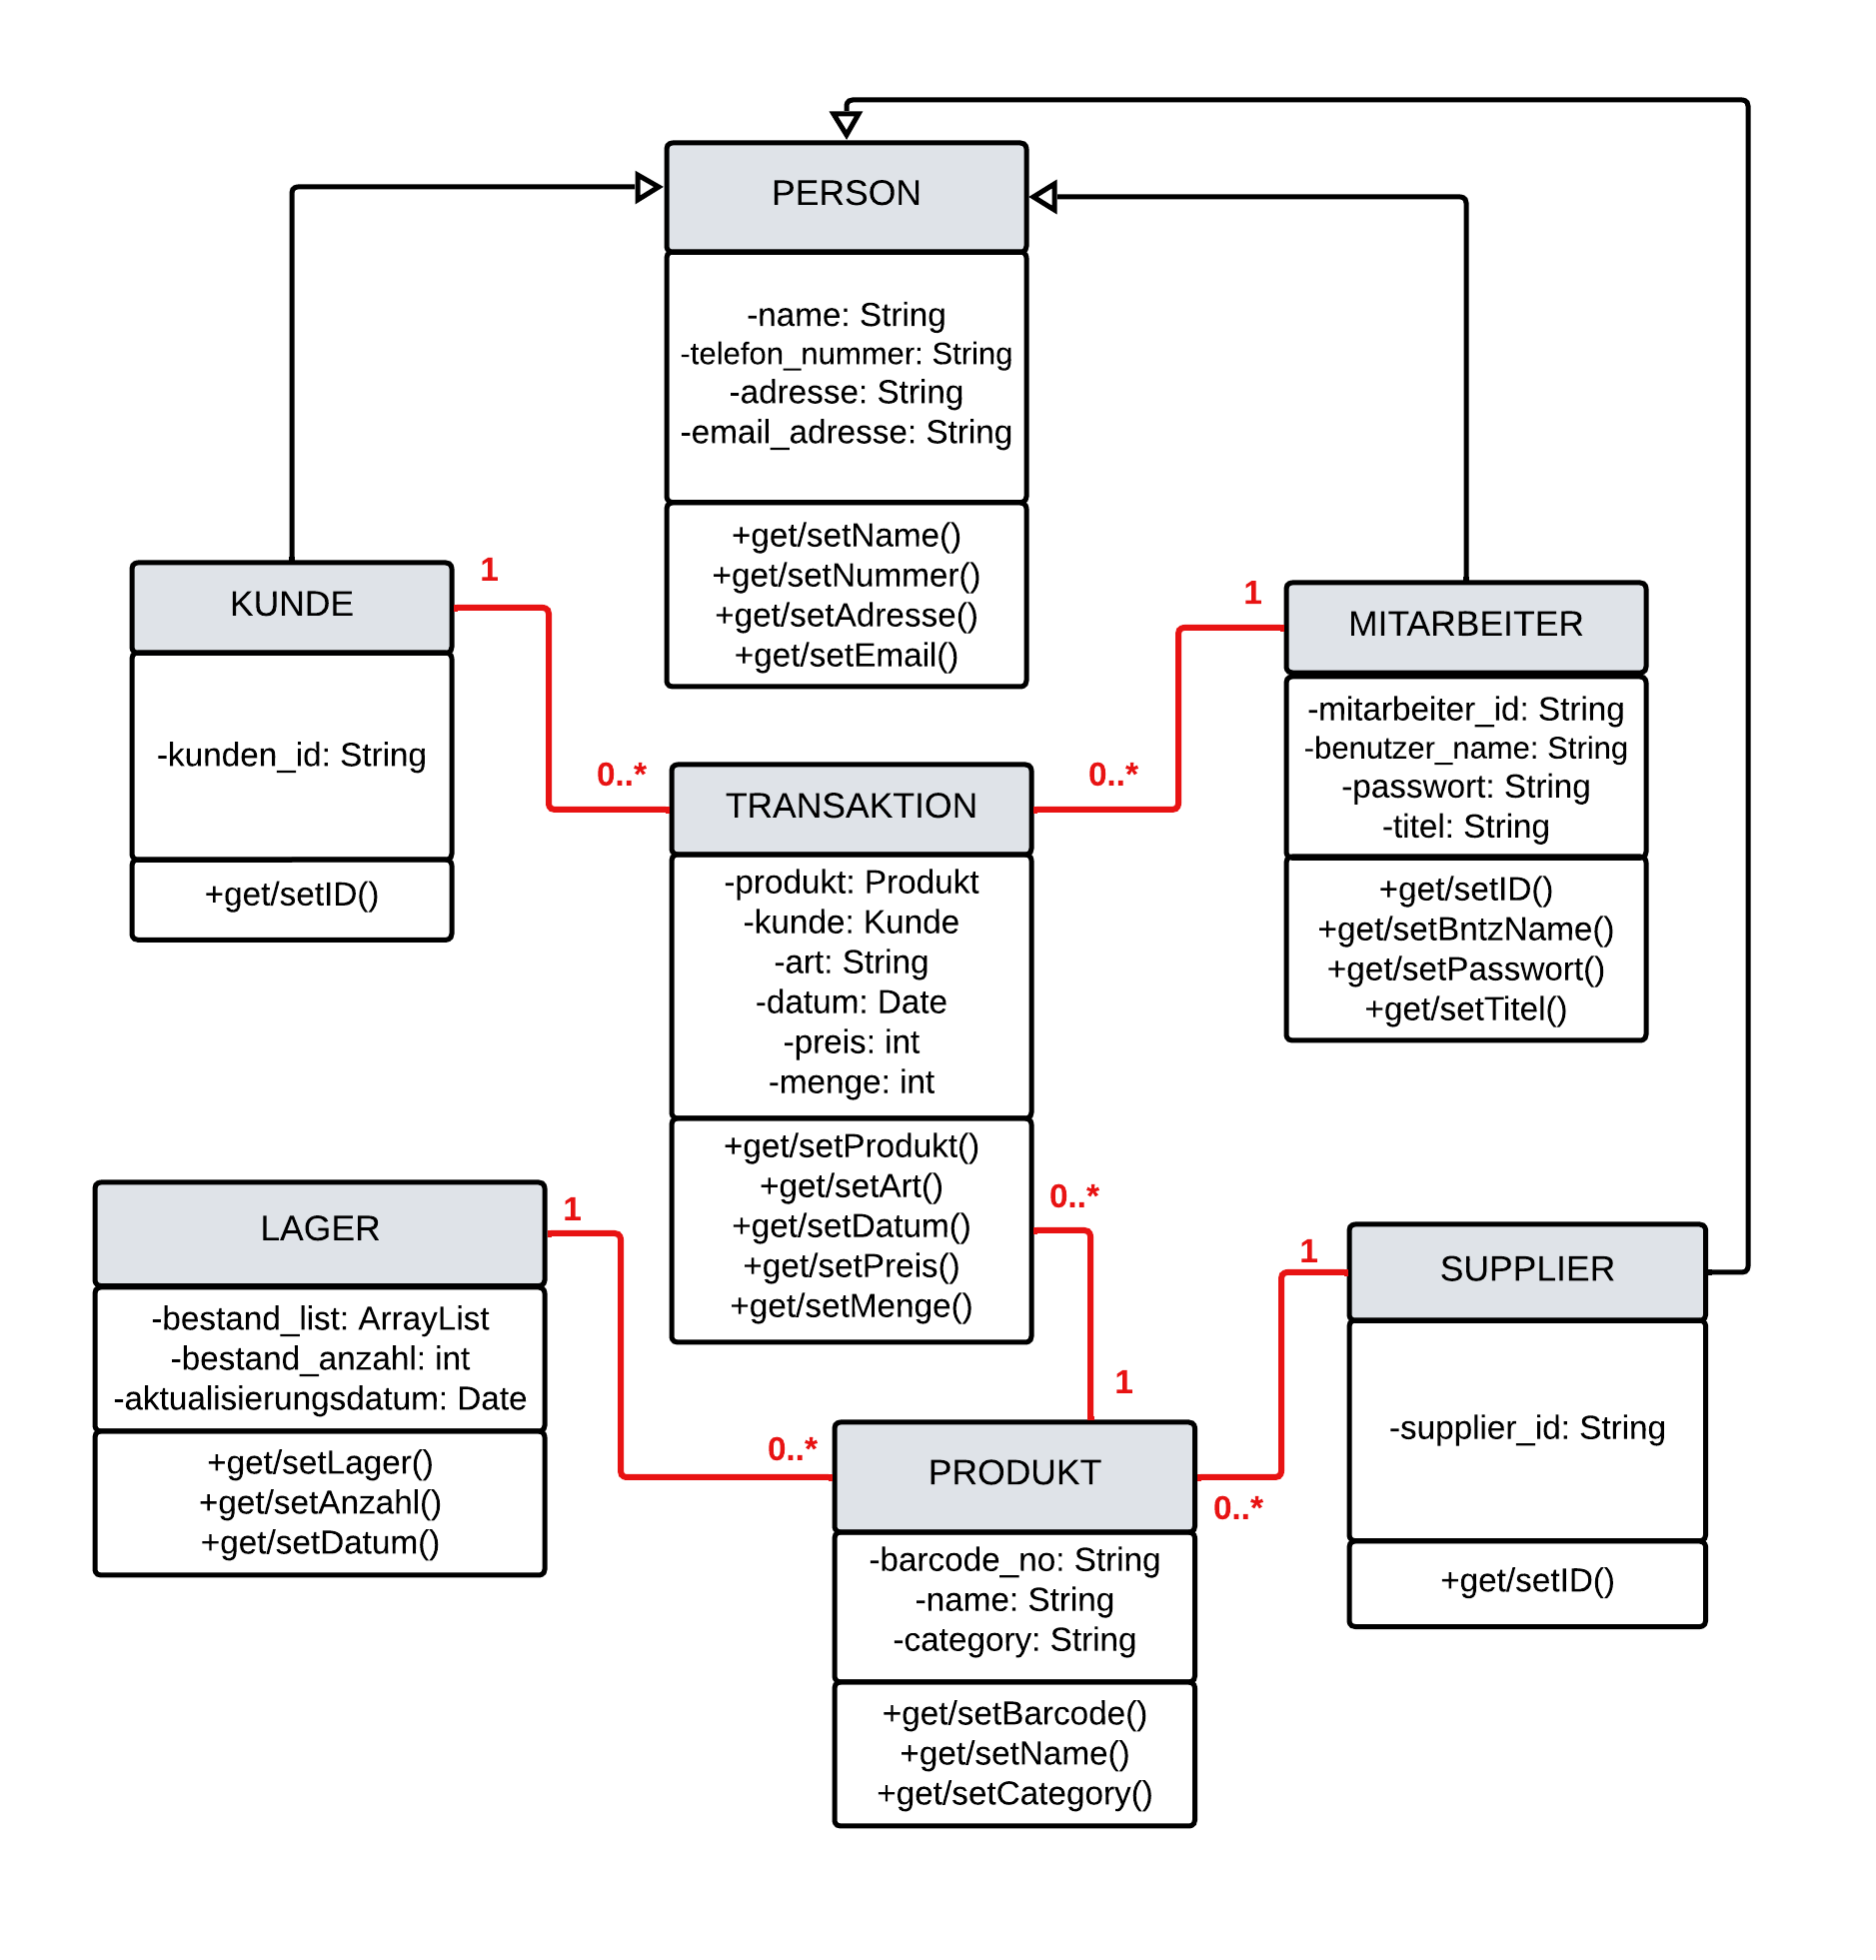 PERSON
-name: String
-telefon_nummer: String
-adresse: String
-email_adresse: String
+get/setName()
+get/setNummer()
+get/setAdresse()
+get/setEmail()
KUNDE
-kunden_id: String
+get/setID()
1
0..*
1
0..*
MITARBEITER
-mitarbeiter_id: String
-benutzer_name: String
-passwort: String
-titel: String
+get/setID()
+get/setBntzName()
+get/setPasswort()
+get/setTitel()
TRANSAKTION
-produkt: Produkt
-kunde: Kunde
-art: String
-datum: Date
-preis: int
-menge: int
+get/setProdukt()
+get/setArt()
+get/setDatum()
+get/setPreis()
+get/setMenge()
LAGER
-bestand_list: ArrayList
-bestand_anzahl: int
-aktualisierungsdatum: Date
+get/setLager()
+get/setAnzahl()
+get/setDatum()
1
0..*
0..*
1
1
0..*
SUPPLIER
-supplier_id: String
+get/setID()
PRODUKT
-barcode_no: String
-name: String
-category: String
+get/setBarcode()
+get/setName()
+get/setCategory()